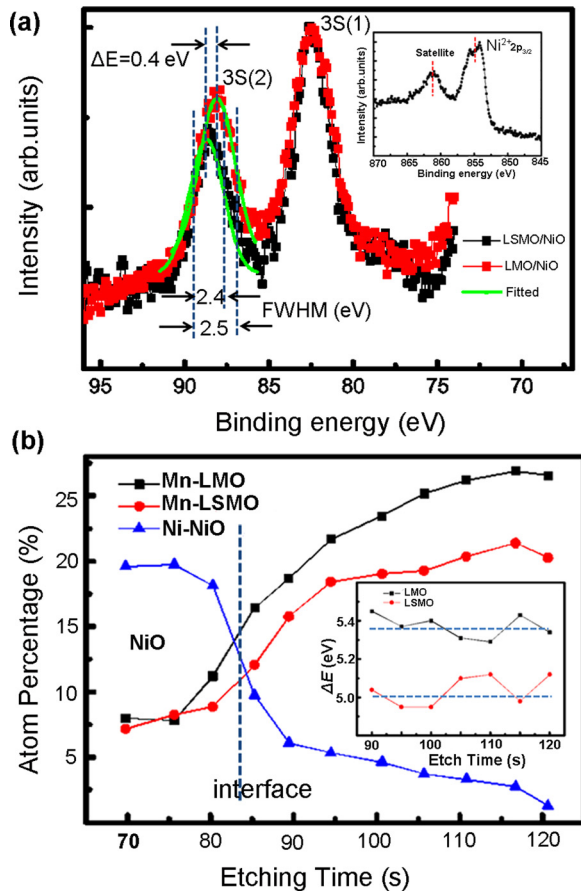 (a)
ΔE=0.4 eV
3S(2)
3S(1)
Intensity (arb.units)
Satellite
Ni2+2p3/2
Intensity (arb.units)
870 865 860 855 850 845
Binding energy (eV)
LSMO/NiO
LMO/NiO
Fitted
2.4
FWHM (eV)
2.5
95 90 85 80 75 70
Binding energy (eV)
(b)
Mn-LMO
Mn-LSMO
Ni-NiO
25
20
15
10
5
Atom Percentage (%)
NiO
interface
LMO
LSMO
5.4
5.2
5.0
ΔE (eV)
90 100 110 120
Etch Time (s)
70 80 90 100 110 120
Etching Time (s)